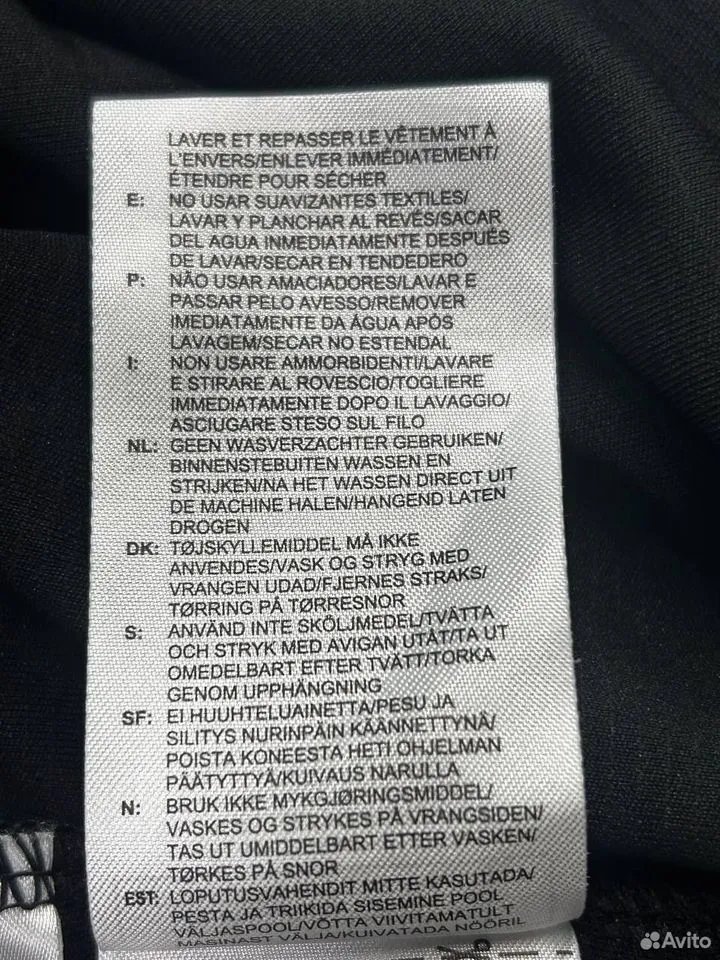 LAVER ET REPASSER LE VÊTEMENT À
L'ENVERS/ENLEVER IMMÉDIATEMENT/
ÉTENDRE POUR SÉCHER
E: NO USAR SUAVIZANTES TEXTILES/
LAVAR Y PLANCHAR AL REVÉS/SACAR
DEL AGUA INMEDIATAMENTE DESPUÉS
DE LAVAR/SECAR EN TENDEDERO
P: NÃO USAR AMACIADORES/LAVAR E
PASSAR PELO AVESSO/REMOVER
IMEDIATAMENTE DA ÁGUA APÓS
LAVAGEM/SECAR NO ESTENDAL
I: NON USARE AMMORBIDENTI/LAVARE
E STIRARE AL ROVESCIO/TOGLIERE
IMMEDIATAMENTE DOPO IL LAVAGGIO/
ASCIUGARE STESO SUL FILO
NL: GEEN WASVERZACHTER GEBRUIKEN/
BINNENSTEBUITEN WASSEN EN
STRIJKEN/NA HET WASSEN DIRECT UIT
DE MACHINE HALEN/HANGEND LATEN
DROGEN
DK: TØJSKYLLEMIDDEL MÅ IKKE
ANVENDES/VASK OG STRYG MED
VRANGEN UDAD/FJERNES STRAKS/
TØRRING PÅ TØRRESNOR
S: ANVÄND INTE SKÖLJMEDEL/TVÄTTA
OCH STRYK MED AVIGAN UTÅT/TA UT
OMEDELBART EFTER TVÄTT/TORKA
GENOM UPPHÄNGNING
SF: EI HUUHTELUAINETTA/PESU JA
SILITYS NURINPÄIN KÄÄNNETTYNÄ/
POISTA KONEESTA HETI OHJELMAN
PÄÄTYTTYÄ/KUIVAUS NARULLA
N: BRUK IKKE MYKGJØRINGSMIDDEL/
VASKES OG STRYKES PÅ VRANGSIDEN/
TAS UT UMIDDELBART ETTER VASKEN/
TØRKES PÅ SNOR
EST: LOPUTUSVAHENDIT MITTE KASUTADA/
PESTA JA TRIIKIDA SISEMINE POOL
VÄLJASPOOL/VÕTTA VIIVITAMATULT
MASINAST VÄLJA/KUIVATADA NÖÖRIL
Avito